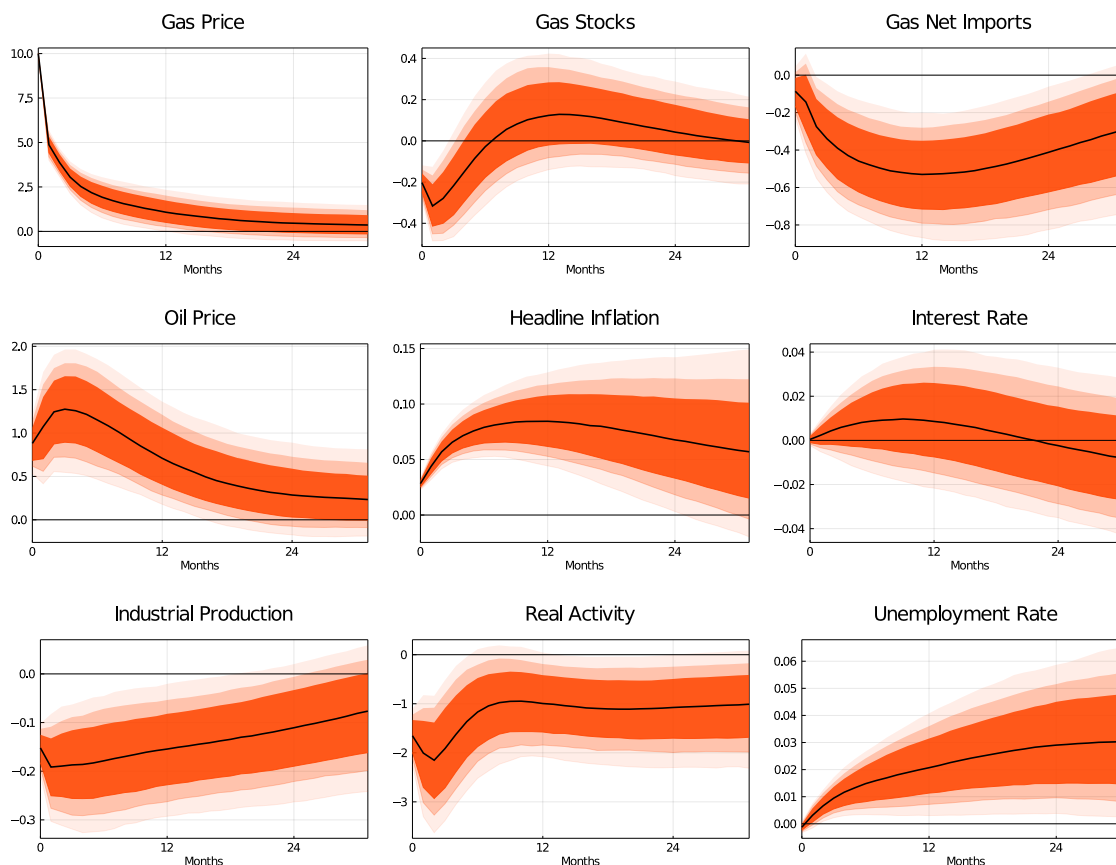 Gas Price
10.0
7.5
5.0
2.5
0.0
0 12 24
Months
Gas Stocks
0.4
0.2
0.0
−0.2
−0.4
0 12 24
Months
Gas Net Imports
0.0
−0.2
−0.4
−0.6
−0.8
0 12 24
Months
Oil Price
2.0
1.5
1.0
0.5
0.0
0 12 24
Months
Headline Inflation
0.15
0.10
0.05
0.00
0 12 24
Months
Interest Rate
0.04
0.02
0.00
−0.02
−0.04
0 12 24
Months
Industrial Production
0.0
−0.1
−0.2
−0.3
0 12 24
Months
Real Activity
0
−1
−2
−3
0 12 24
Months
Unemployment Rate
0.06
0.05
0.04
0.03
0.02
0.01
0.00
0 12 24
Months